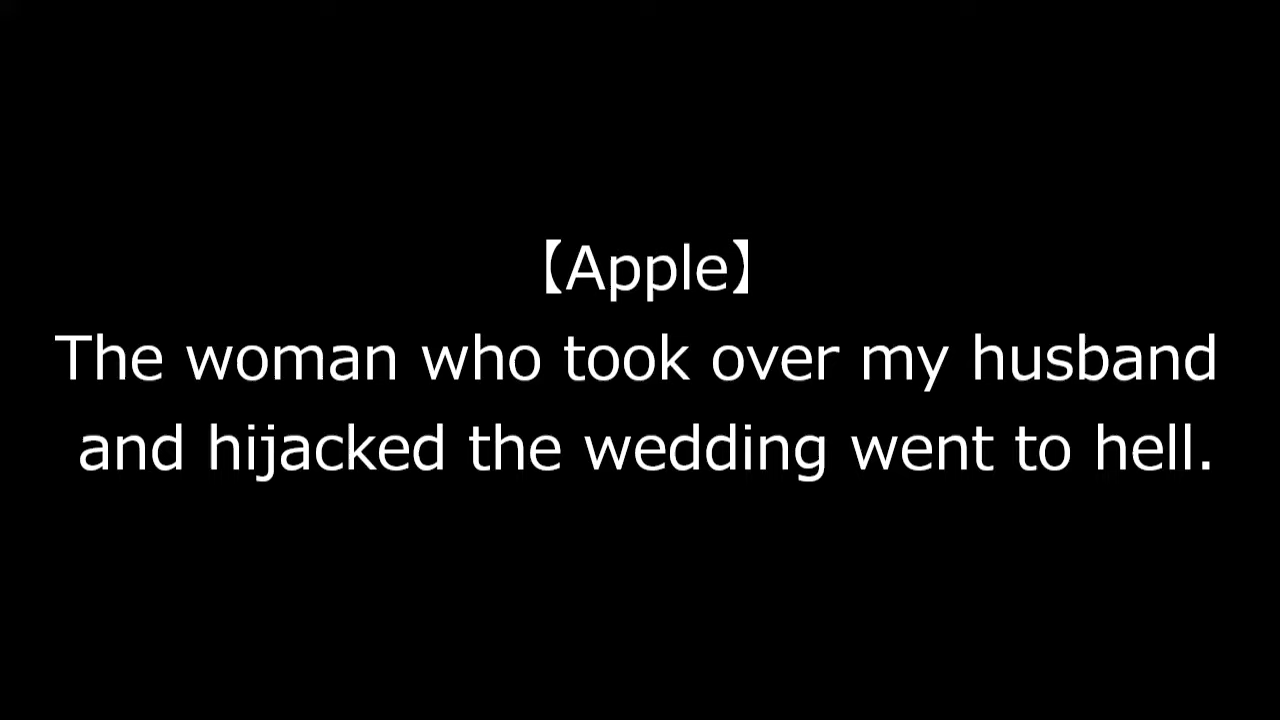 【Apple】
The woman who took over my husband
and hijacked the wedding went to hell.